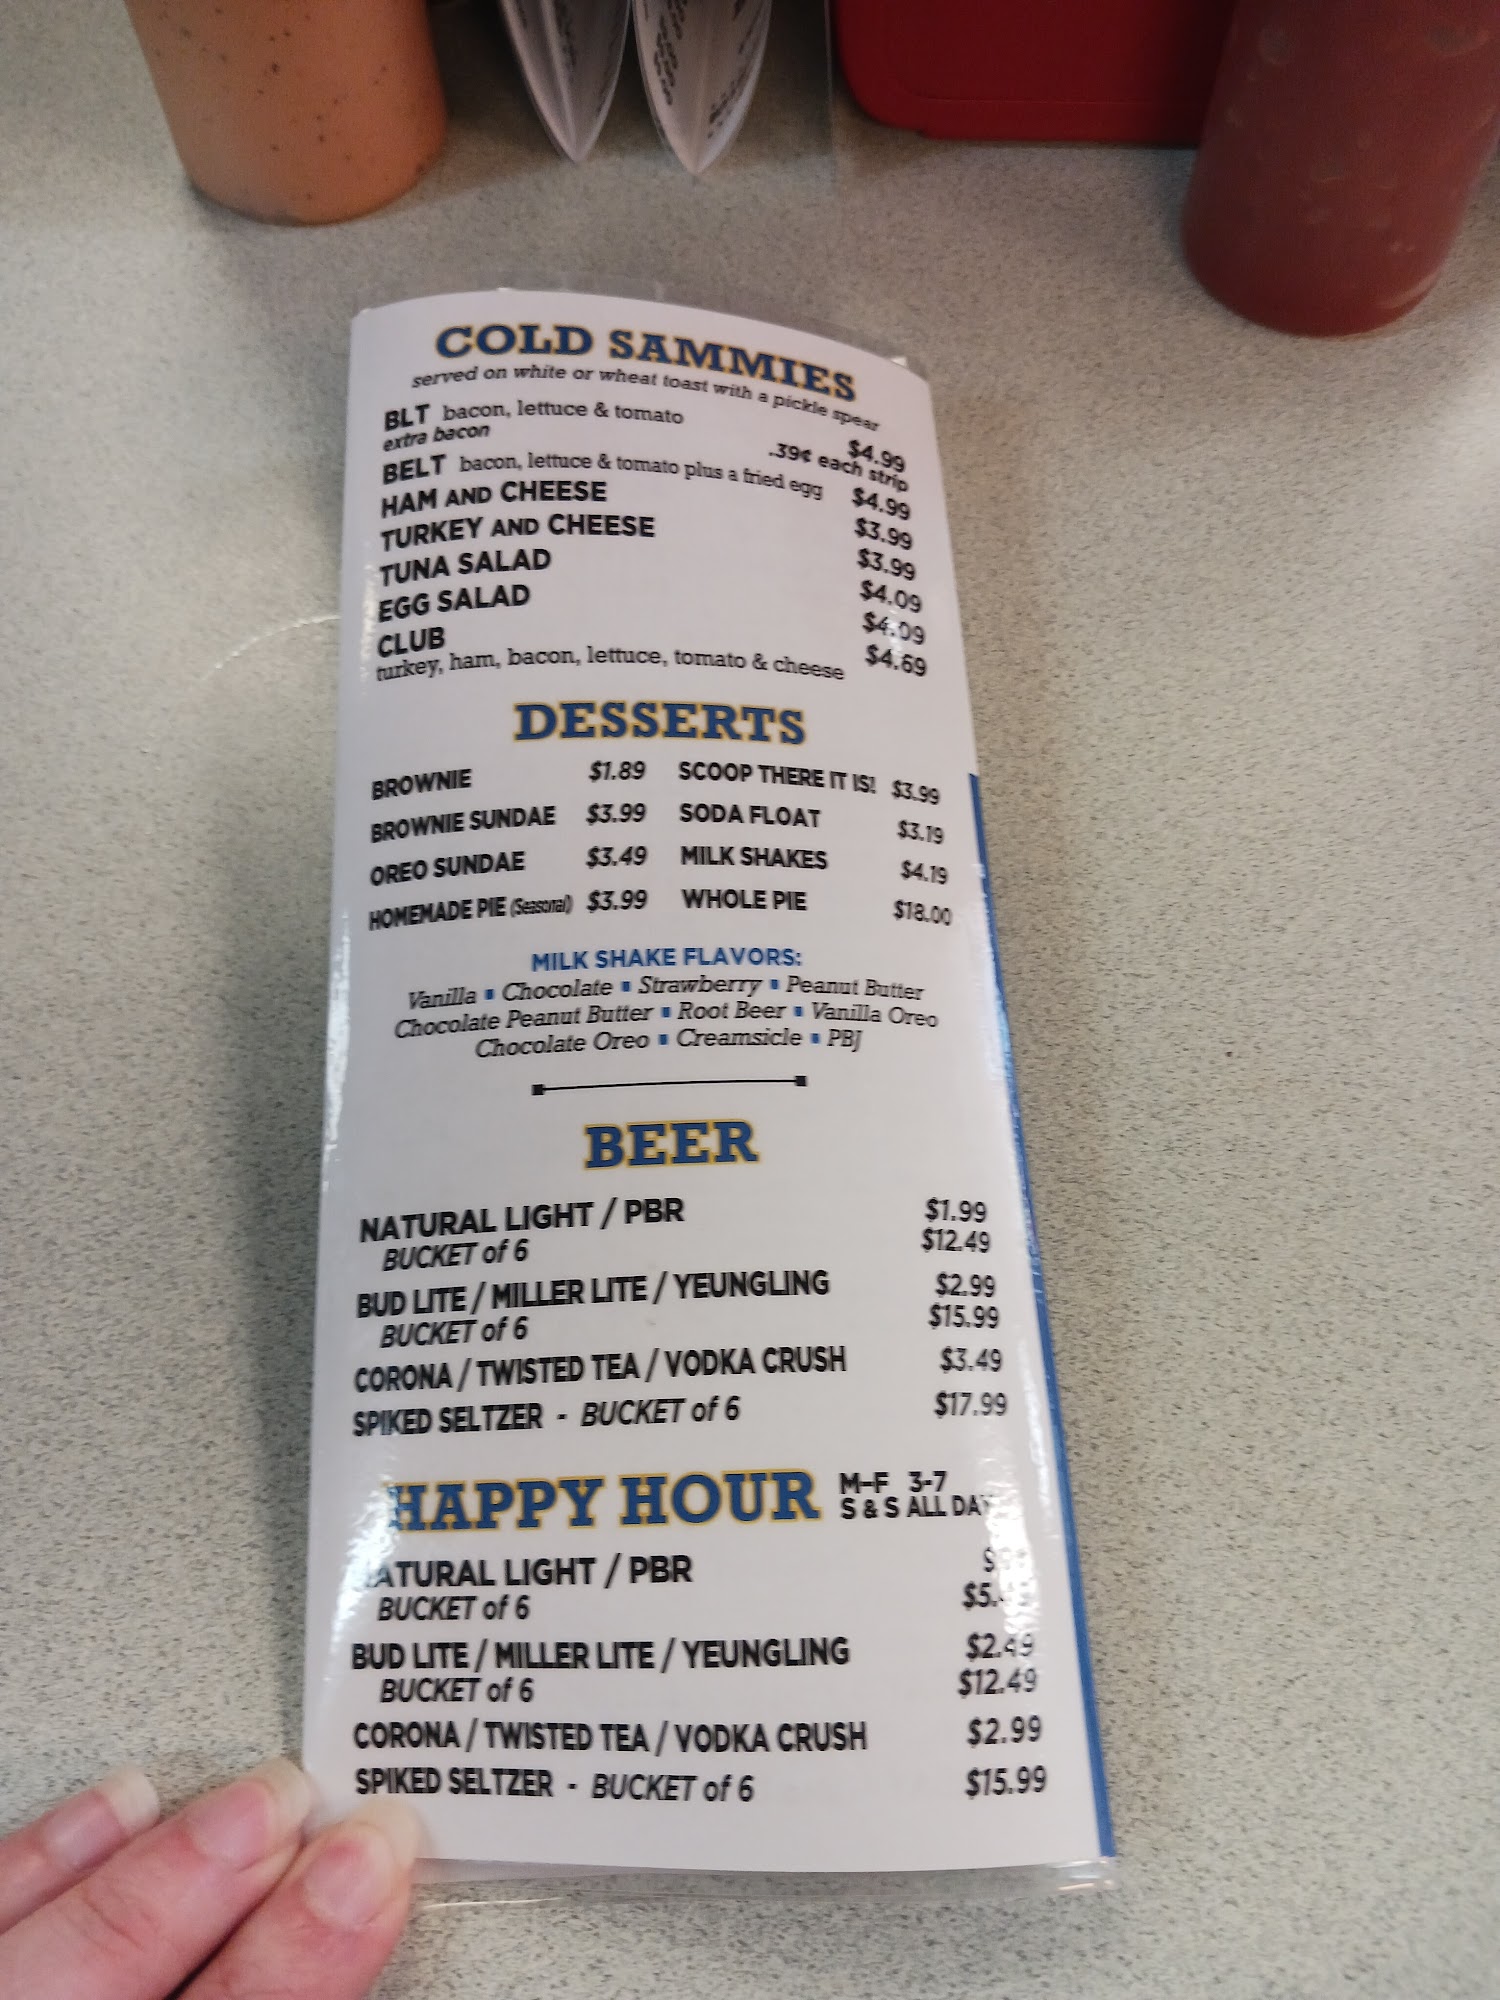 COLD SAMMIES
served on white or wheat toast with a pickle spear
BLT bacon, lettuce & tomato $4.99
extra bacon .39¢ each strip
BELT bacon, lettuce & tomato plus a fried egg $4.99
HAM AND CHEESE $3.99
TURKEY AND CHEESE $3.99
TUNA SALAD $4.09
EGG SALAD $4.09
CLUB $4.69
turkey, ham, bacon, lettuce, tomato & cheese
DESSERTS
BROWNIE $1.89 SCOOP THERE IT IS! $3.99
BROWNIE SUNDAE $3.99 SODA FLOAT $3.19
OREO SUNDAE $3.49 MILK SHAKES $4.19
HOMEMADE PIE (Seasonal) $3.99 WHOLE PIE $18.00
MILK SHAKE FLAVORS:
Vanilla ▪ Chocolate ▪ Strawberry ▪ Peanut Butter
Chocolate Peanut Butter ▪ Root Beer ▪ Vanilla Oreo
Chocolate Oreo ▪ Creamsicle ▪ PBJ
BEER
NATURAL LIGHT / PBR $1.99
BUCKET of 6 $12.49
BUD LITE / MILLER LITE / YEUNGLING $2.99
BUCKET of 6 $15.99
CORONA / TWISTED TEA / VODKA CRUSH $3.49
SPIKED SELTZER - BUCKET of 6 $17.99
HAPPY HOUR M-F 3-7
S & S ALL DAY
NATURAL LIGHT / PBR
BUCKET of 6
BUD LITE / MILLER LITE / YEUNGLING $2.49
BUCKET of 6 $12.49
CORONA / TWISTED TEA / VODKA CRUSH $2.99
SPIKED SELTZER - BUCKET of 6 $15.99